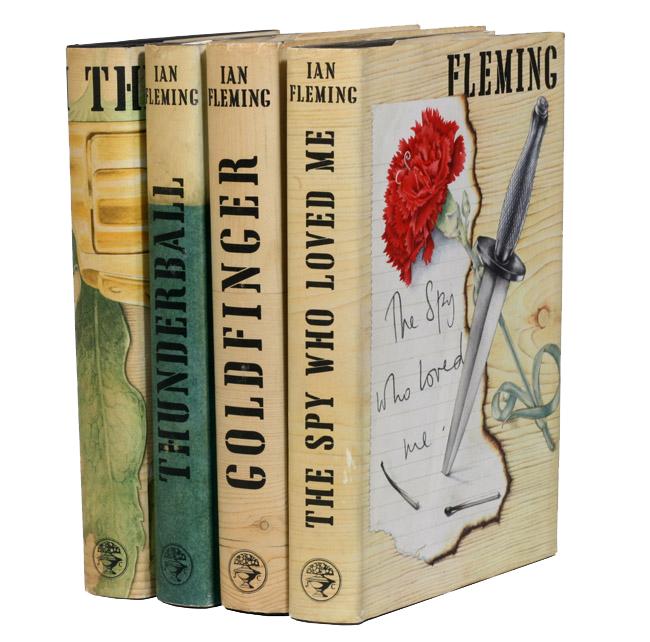 TH
IAN
FLEMING
THUNDERBALL
IAN
FLEMING
GOLDFINGER
IAN
FLEMING
THE SPY WHO LOVED ME
FLEMING
The Spy
who loved
me.